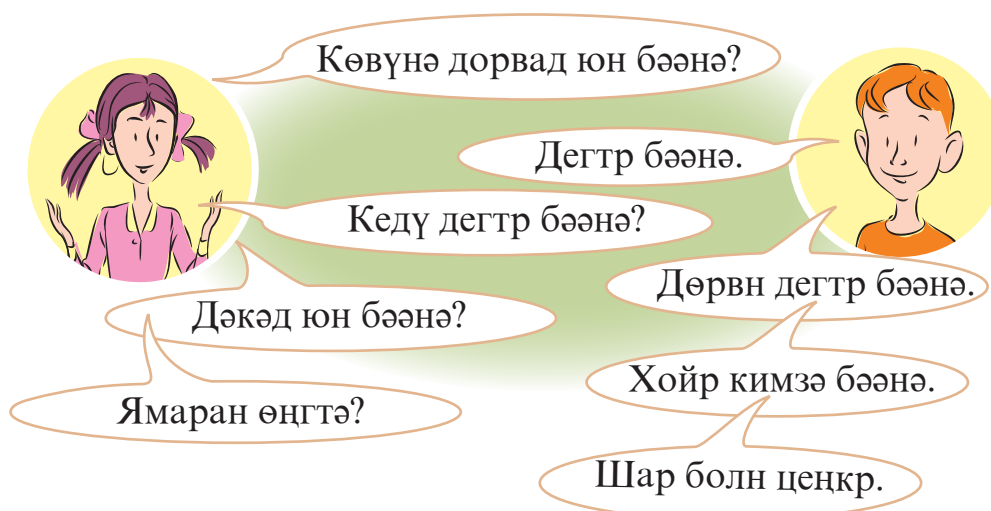 Көвүнә дорвад юн бәәнә?
Дегтр бәәнә.
Кедү дегтр бәәнә?
Дөрвн дегтр бәәнә.
Дәкәд юн бәәнә?
Хойр кимзә бәәнә.
Ямаран өңгтә?
Шар болн цеңкр.